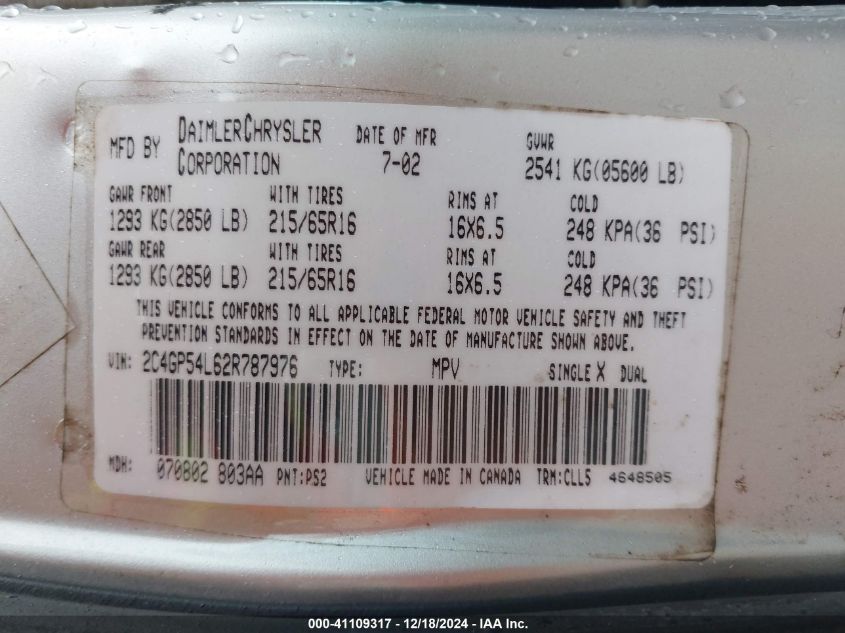 MFD BY DAIMLERCHRYSLER CORPORATION DATE OF MFR 7-02 GVWR 2541 KG(05600 LB)
GAWR FRONT WITH TIRES RIMS AT COLD
1293 KG(2850 LB) 215/65R16 16X6.5 248 KPA(36 PSI)
GAWR REAR WITH TIRES RIMS AT COLD
1293 KG(2850 LB) 215/65R16 16X6.5 248 KPA(36 PSI)
THIS VEHICLE CONFORMS TO ALL APPLICABLE FEDERAL MOTOR VEHICLE SAFETY AND THEFT
PREVENTION STANDARDS IN EFFECT ON THE DATE OF MANUFACTURE SHOWN ABOVE.
VIN: 2C4GP54L62R787976 TYPE: MPV SINGLE X DUAL
MDH: 070802 803AA PNT:PS2 VEHICLE MADE IN CANADA TRM:CLL5 4648505
000-41109317 - 12/18/2024 - IAA Inc.